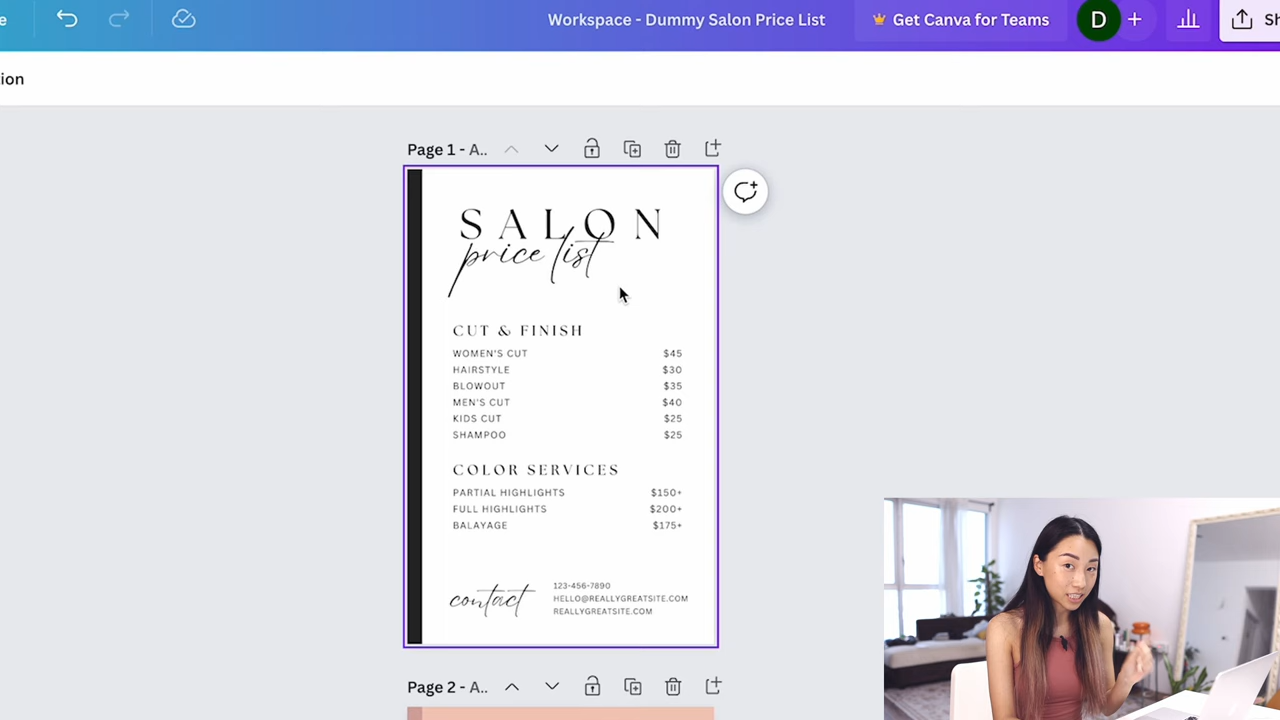 e
Workspace - Dummy Salon Price List
Get Canva for Teams
D
+
Sh
ion
Page 1 - A..
SALON
price list
CUT & FINISH
WOMEN'S CUT $45
HAIRSTYLE $30
BLOWOUT $35
MEN'S CUT $40
KIDS CUT $25
SHAMPOO $25
COLOR SERVICES
PARTIAL HIGHLIGHTS $150+
FULL HIGHLIGHTS $200+
BALAYAGE $175+
contact
123-456-7890
HELLO@REALLYGREATSITE.COM
REALLYGREATSITE.COM
Page 2 - A..